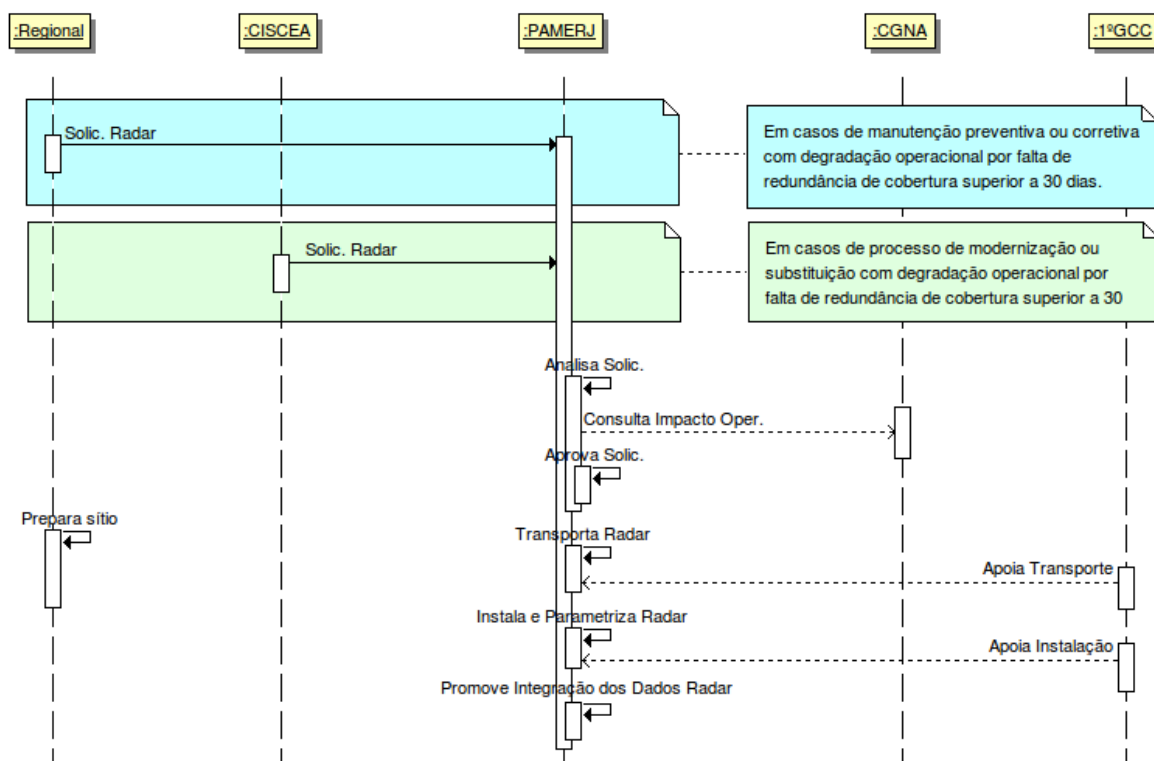 :Regional
:CISCEA
:PAMERJ
:CGNA
:1ºGCC
Solic. Radar
Em casos de manutenção preventiva ou corretiva
com degradação operacional por falta de
redundância de cobertura superior a 30 dias.
Solic. Radar
Em casos de processo de modernização ou
substituição com degradação operacional por
falta de redundância de cobertura superior a 30
Analisa Solic.
Consulta Impacto Oper.
Aprova Solic.
Prepara sítio
Transporta Radar
Apoia Transporte
Instala e Parametriza Radar
Apoia Instalação
Promove Integração dos Dados Radar